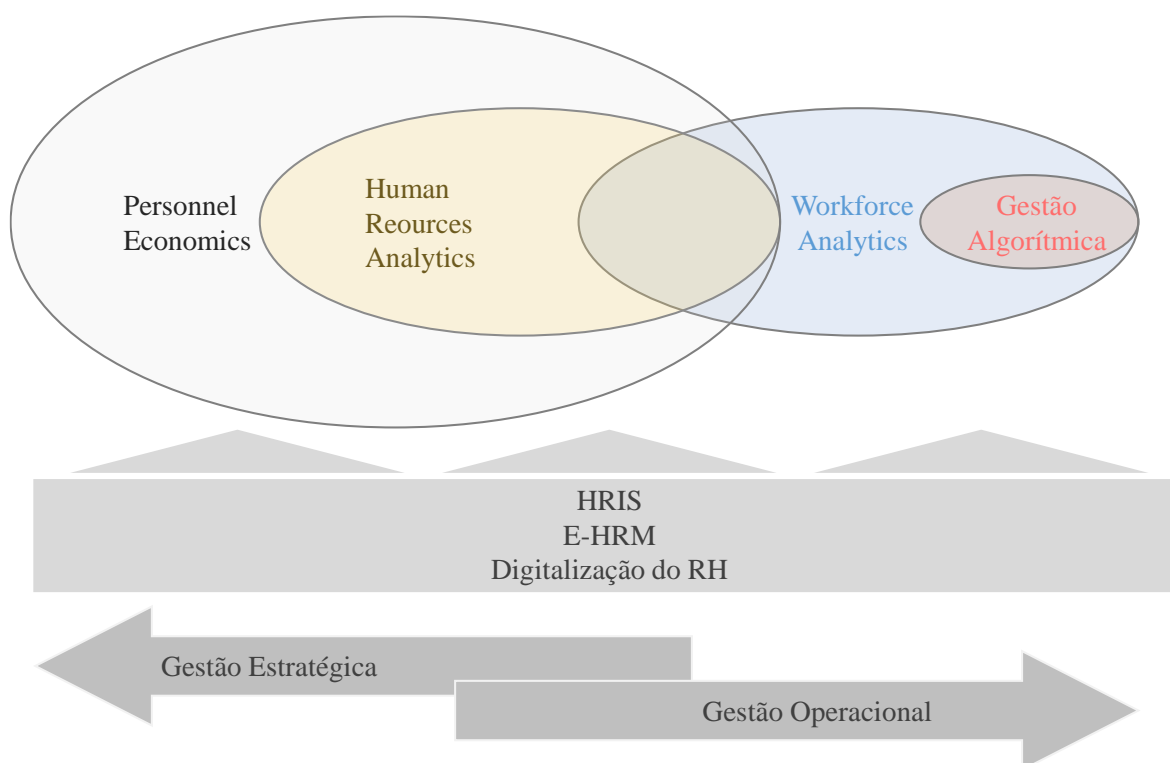 Personnel
Economics
Human
Reources
Analytics
Workforce
Analytics
Gestão
Algorítmica
HRIS
E-HRM
Digitalização do RH
Gestão Estratégica
Gestão Operacional